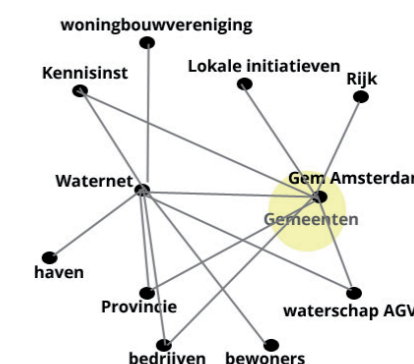 woningbouwvereniging
Kennisinst
Lokale initiatieven
Rijk
Waternet
Gem Amsterdam
Gemeenten
haven
Provincie
waterschap AGV
bedrijven
bewoners